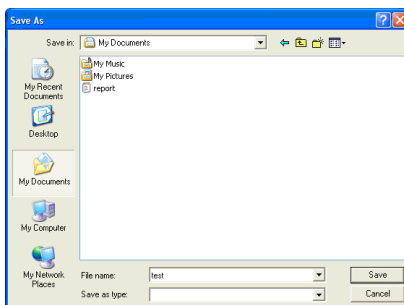 Save As
Save in: My Documents
My Music
My Pictures
report
My Recent
Documents
Desktop
My Documents
My Computer
My Network
Places
File name: test Save
Save as type: Cancel